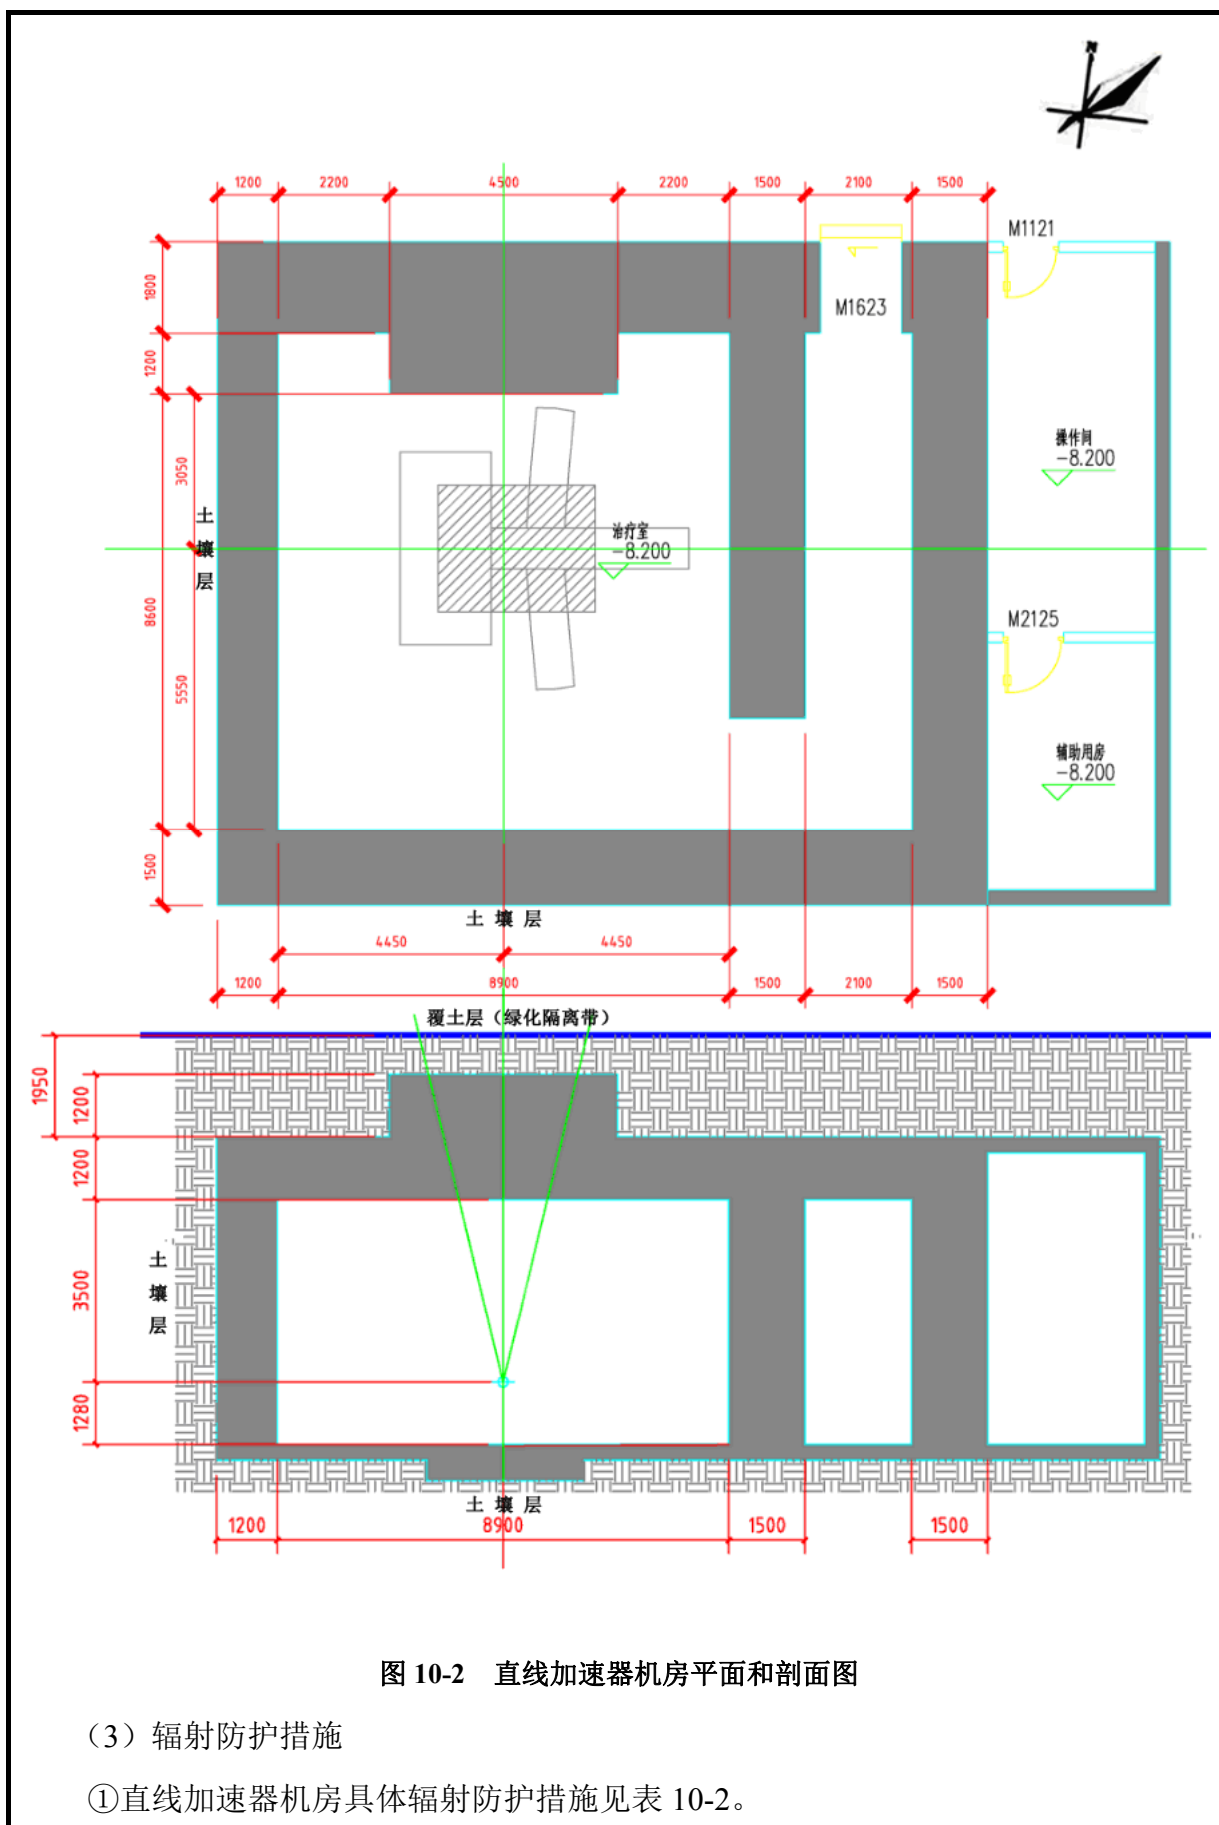 N
1200 2200 4500 2200 1500 2100 1500
M1121
1800
M1623
1200
操作间
-8.200
3050
土
壤
层
治疗室
-8.200
8600
M2125
5550
辅助用房
-8.200
1500
土 壤 层
4450 4450
1200 8900 1500 2100 1500
覆土层（绿化隔离带）
1950
1200
1200
土
壤
层
3500
1280
土 壤 层
1200 8900 1500 1500
图 10-2 直线加速器机房平面和剖面图
（3）辐射防护措施
①直线加速器机房具体辐射防护措施见表 10-2。